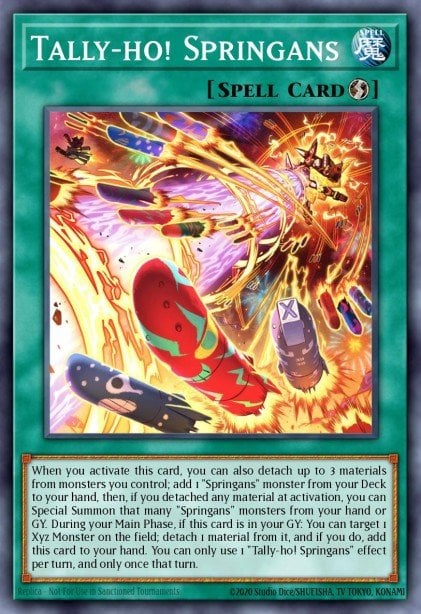 Tally-ho! Springans
SPELL
魔
[Spell Card]
X
When you activate this card, you can also detach up to 3 materials
from monsters you control; add 1 "Springans" monster from your Deck
to your hand, then, if you detached any material at activation, you can
Special Summon that many "Springans" monsters from your hand or
GY. During your Main Phase, if this card is in your GY: You can target 1
Xyz Monster on the field; detach 1 material from it, and if you do, add
this card to your hand. You can only use 1 "Tally-ho! Springans" effect
per turn, and only once that turn.
Replica - Not For Use in Sanctioned Tournaments
©2020 Studio Dice/SHUEISHA, TV TOKYO, KONAMI